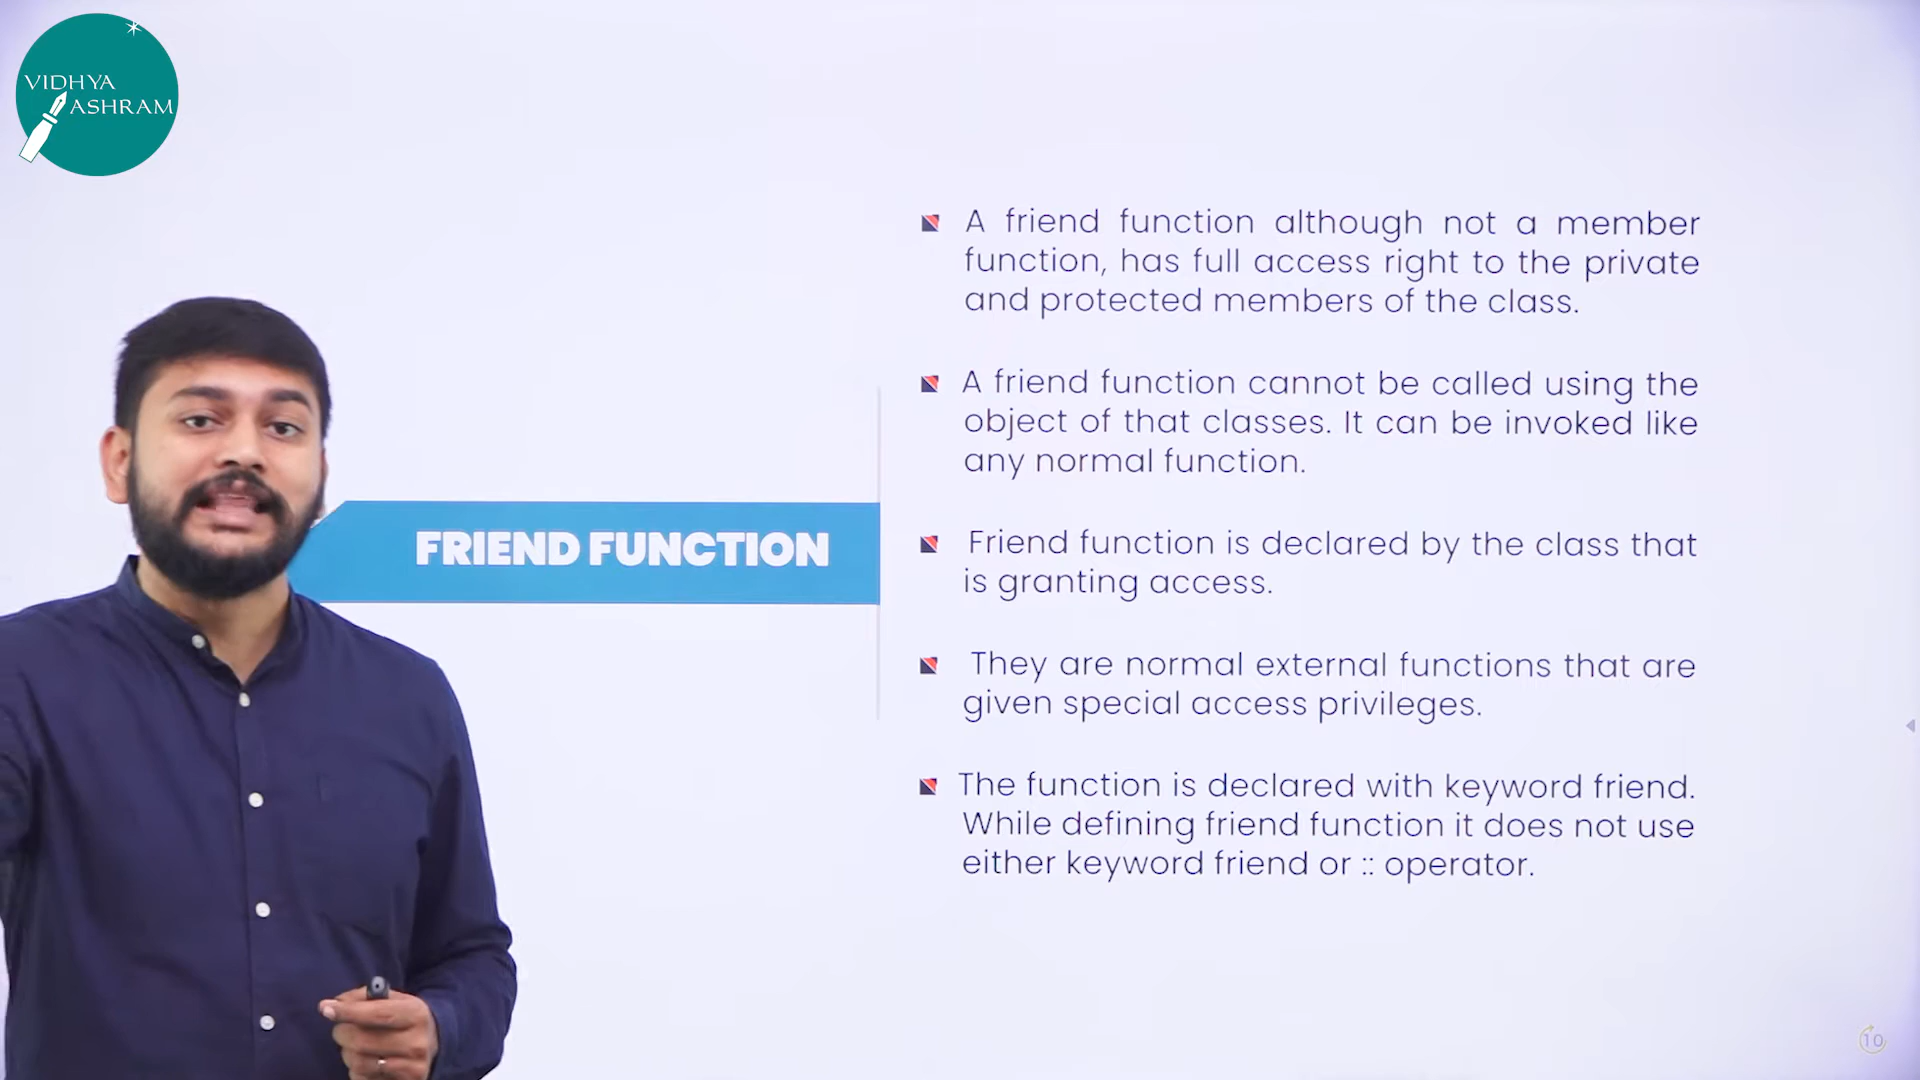 VIDHYA
ASHRAM
A friend function although not a member
function, has full access right to the private
and protected members of the class.
A friend function cannot be called using the
object of that classes. It can be invoked like
any normal function.
FRIEND FUNCTION
Friend function is declared by the class that
is granting access.
They are normal external functions that are
given special access privileges.
The function is declared with keyword friend.
While defining friend function it does not use
either keyword friend or :: operator.
10